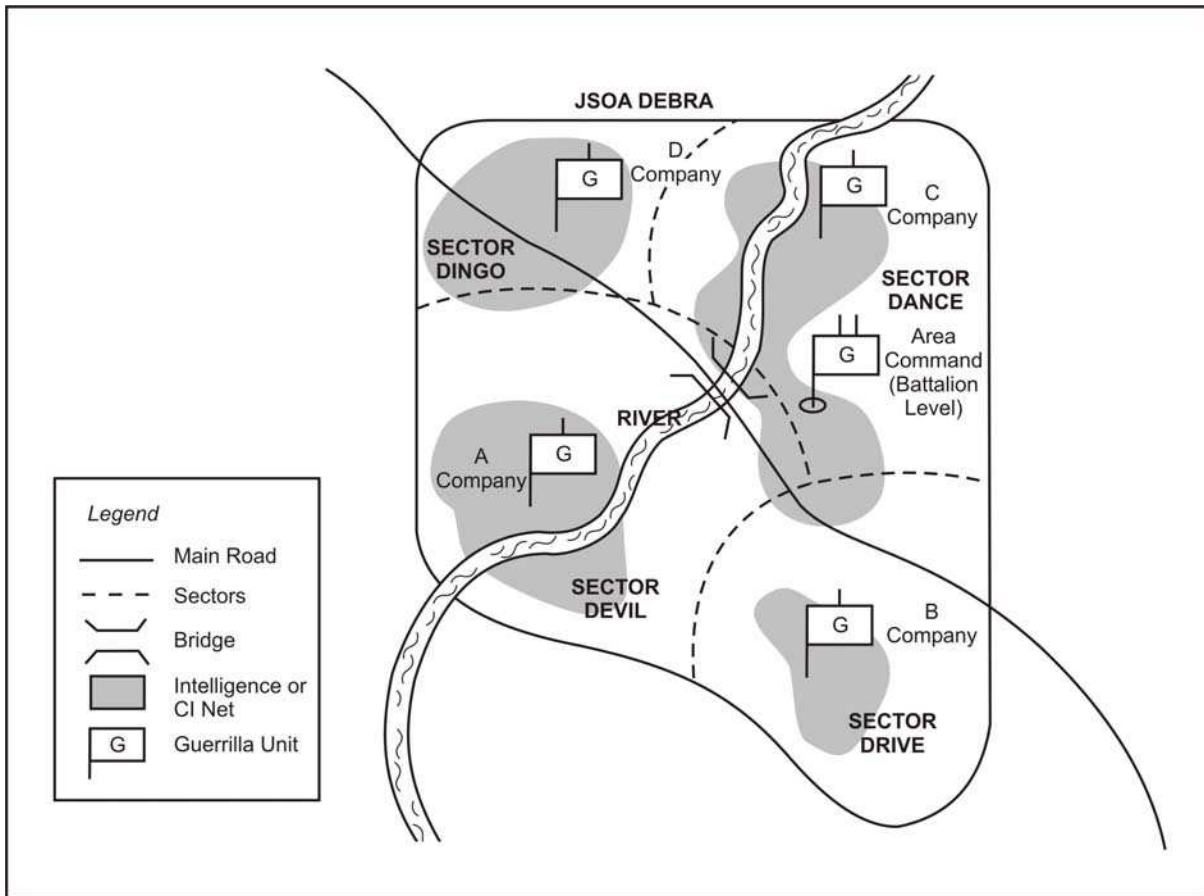 JSOA DEBRA
D
Company
G
G
C
Company
SECTOR
DINGO
SECTOR
DANCE
G
Area
Command
(Battalion
Level)
RIVER
A
Company
G
SECTOR
DEVIL
G
B
Company
SECTOR
DRIVE
Legend
Main Road
Sectors
Bridge
Intelligence or
CI Net
G
Guerrilla Unit